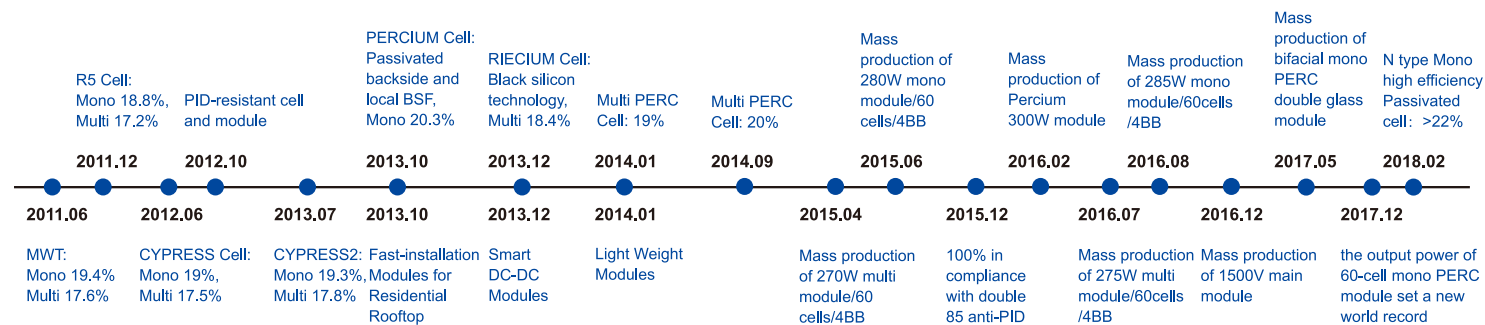 R5 Cell:
Mono 18.8%,
Multi 17.2%
2011.12
PID-resistant cell
and module
2012.10
PERCIUM Cell:
Passivated
backside and
local BSF,
Mono 20.3%
2013.10
RIECIUM Cell:
Black silicon
technology,
Multi 18.4%
2013.12
Multi PERC
Cell: 19%
2014.01
Multi PERC
Cell: 20%
2014.09
Mass
production of
280W mono
module/60
cells/4BB
2015.06
Mass
production of
Percium
300W module
2016.02
Mass production
of 285W mono
module/60cells
/4BB
2016.08
Mass
production of
bifacial mono
PERC
double glass
module
2017.05
N type Mono
high efficiency
Passivated
cell: >22%
2018.02
2011.06
MWT:
Mono 19.4%
Multi 17.6%
2012.06
CYPRESS Cell:
Mono 19%,
Multi 17.5%
2013.07
CYPRESS2:
Mono 19.3%,
Multi 17.8%
2013.10
Fast-installation
Modules for
Residential
Rooftop
2013.12
Smart
DC-DC
Modules
2014.01
Light Weight
Modules
2015.04
Mass production
of 270W multi
module/60
cells/4BB
2015.12
100% in
compliance
with double
85 anti-PID
2016.07
Mass production
of 275W multi
module/60cells
/4BB
2016.12
Mass production
of 1500V main
module
2017.12
the output power of
60-cell mono PERC
module set a new
world record